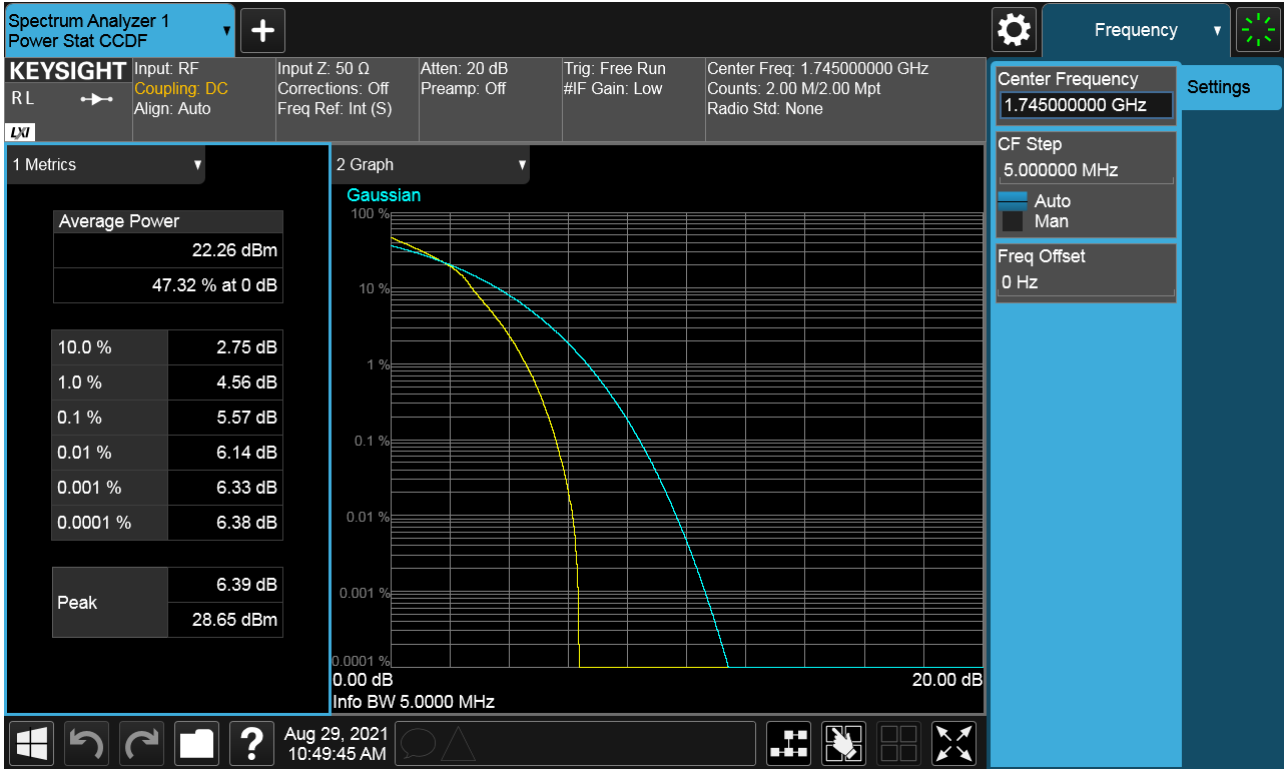 Spectrum Analyzer 1
Power Stat CCDF
Frequency
KEYSIGHT
R L
LXI
Input: RF
Coupling: DC
Align: Auto
Input Z: 50 Ω
Corrections: Off
Freq Ref: Int (S)
Atten: 20 dB
Preamp: Off
Trig: Free Run
#IF Gain: Low
Center Freq: 1.745000000 GHz
Counts: 2.00 M/2.00 Mpt
Radio Std: None
Center Frequency
1.745000000 GHz
Settings
CF Step
5.000000 MHz
Auto
Man
Freq Offset
0 Hz
1 Metrics
Average Power
22.26 dBm
47.32 % at 0 dB
10.0 % 2.75 dB
1.0 % 4.56 dB
0.1 % 5.57 dB
0.01 % 6.14 dB
0.001 % 6.33 dB
0.0001 % 6.38 dB
Peak
6.39 dB
28.65 dBm
2 Graph
Gaussian
100 %
10 %
1 %
0.1 %
0.01 %
0.001 %
0.0001 %
0.00 dB 20.00 dB
Info BW 5.0000 MHz
?
Aug 29, 2021
10:49:45 AM